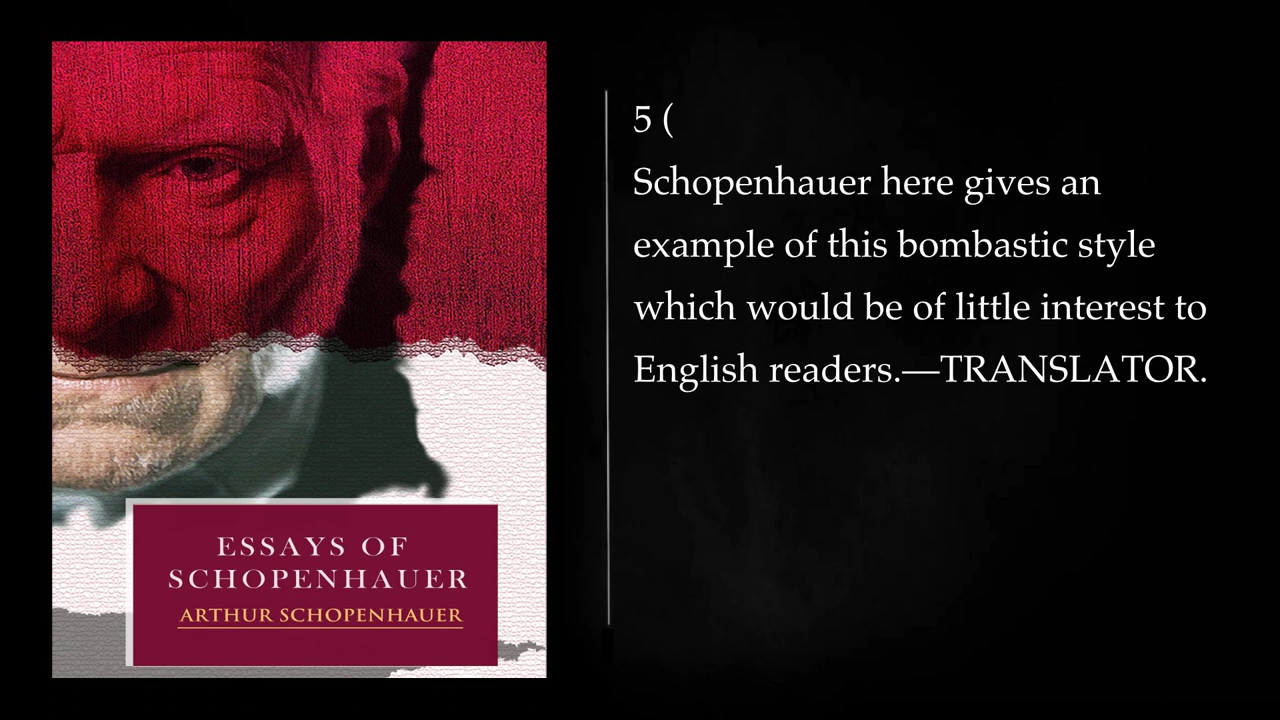 ESSAYS OF
SCHOPENHAUER
ARTHUR SCHOPENHAUER
5 (
Schopenhauer here gives an
example of this bombastic style
which would be of little interest to
English readers.—TRANSLATOR.